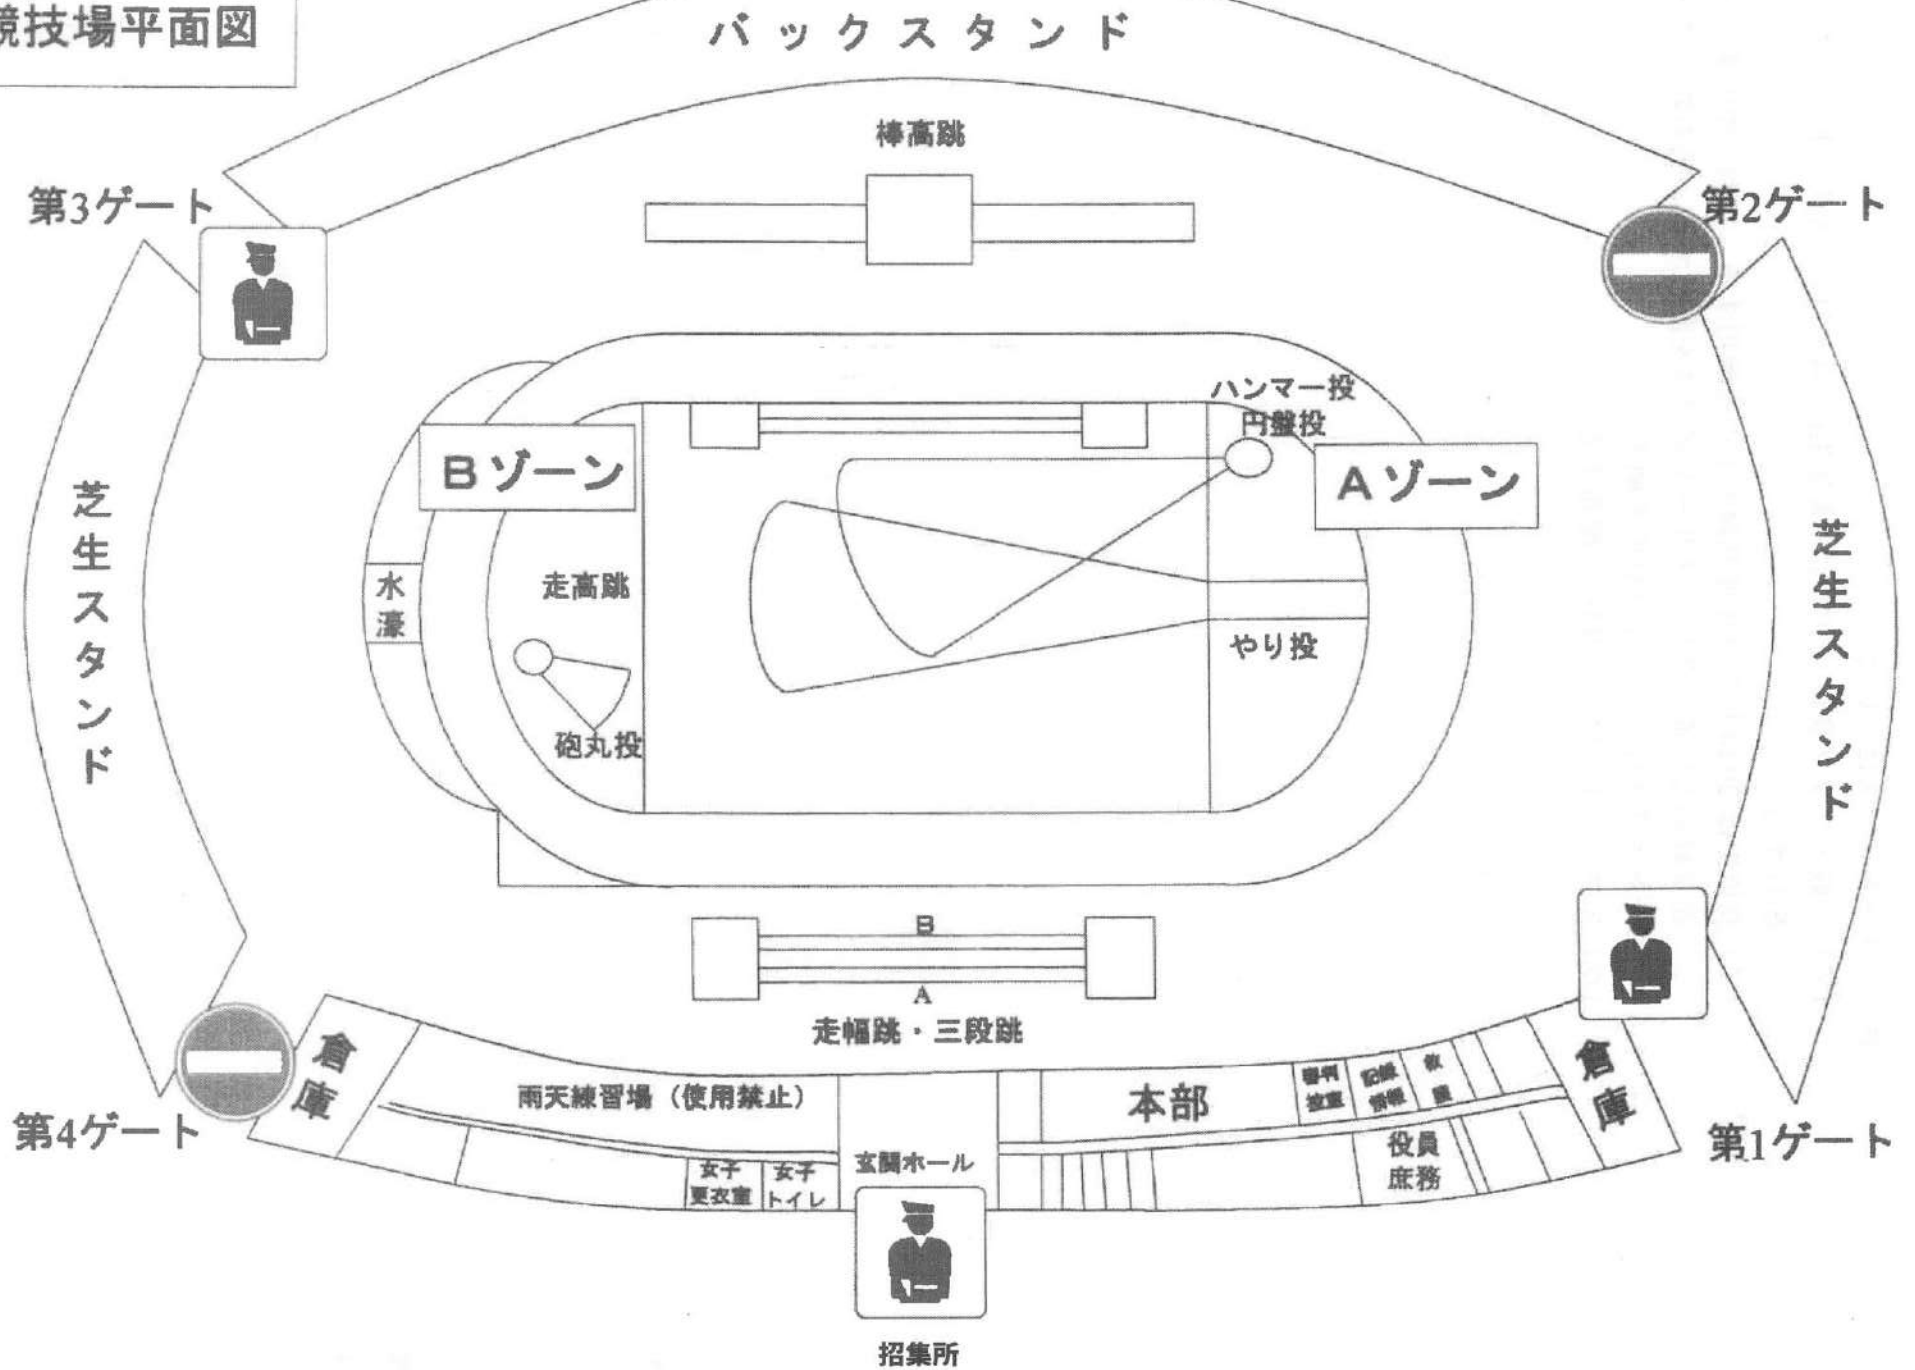 競技場平面図
バックスタンド
棒高跳
第3ゲート
第2ゲート
ハンマー投
円盤投
Bゾーン
Aゾーン
芝生スタンド
水濠
走高跳
やり投
砲丸投
芝生スタンド
B
A
走幅跳・三段跳
倉庫
雨天練習場（使用禁止）
本部
倉庫
第4ゲート
女子
更衣室
女子
トイレ
玄関ホール
役員
庶務
第1ゲート
招集所